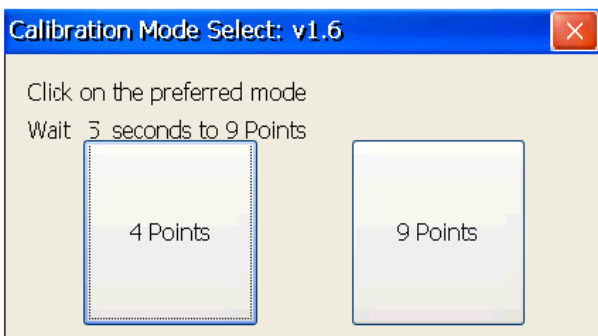 Calibration Mode Select: v1.6
Click on the preferred mode
Wait 5 seconds to 9 Points
4 Points
9 Points